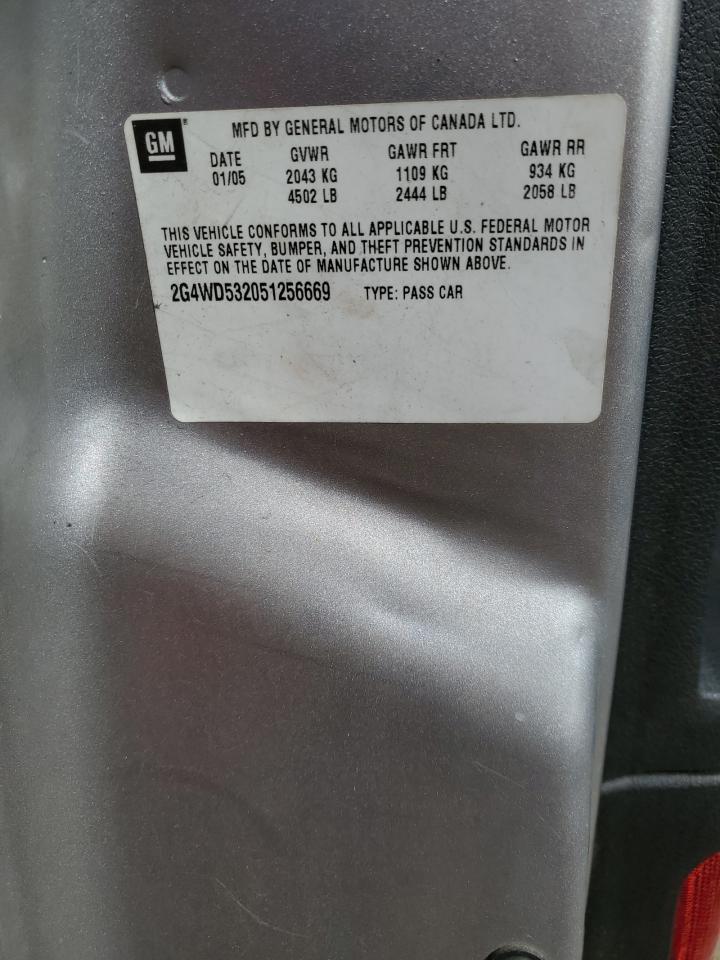 GM ® MFD BY GENERAL MOTORS OF CANADA LTD.
DATE GVWR GAWR FRT GAWR RR
01/05 2043 KG 1109 KG 934 KG
4502 LB 2444 LB 2058 LB
THIS VEHICLE CONFORMS TO ALL APPLICABLE U.S. FEDERAL MOTOR
VEHICLE SAFETY, BUMPER, AND THEFT PREVENTION STANDARDS IN
EFFECT ON THE DATE OF MANUFACTURE SHOWN ABOVE.
2G4WD532051256669 TYPE: PASS CAR